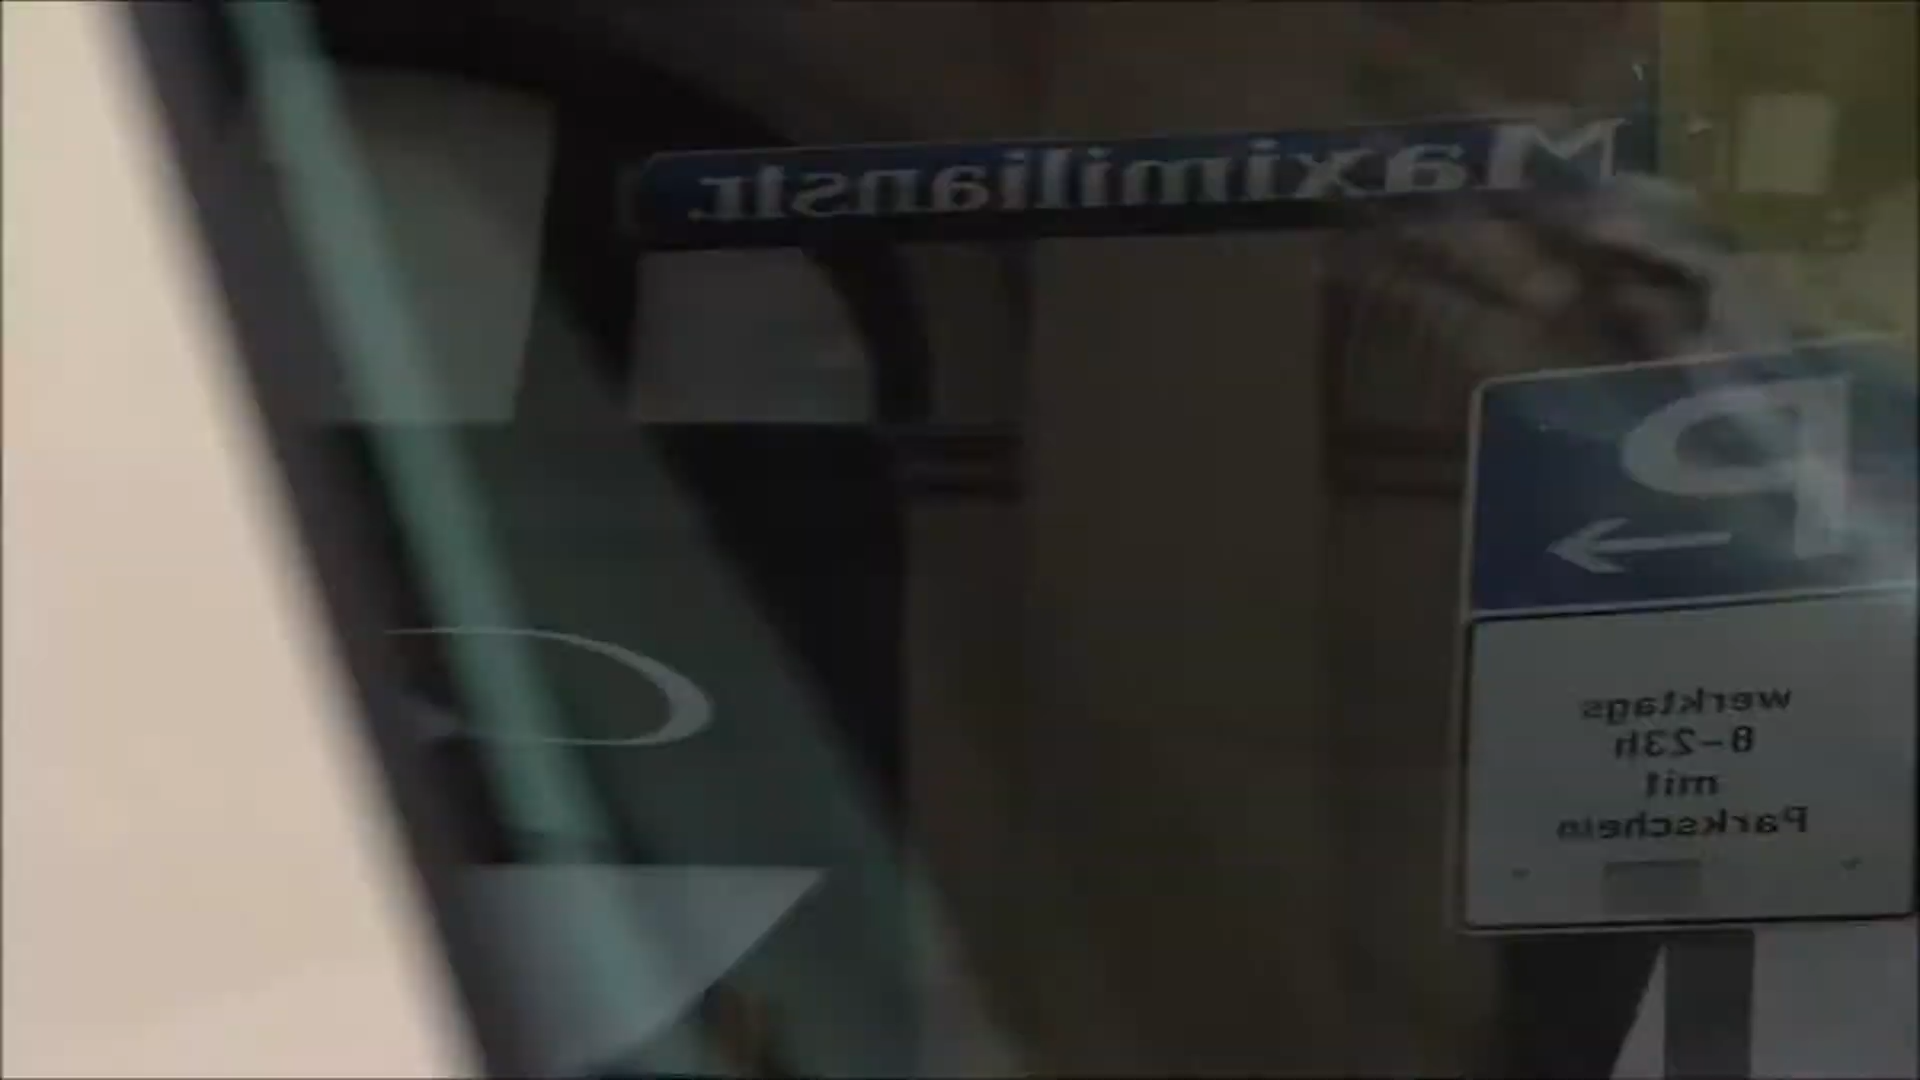 Maximilianstr.
P
werktags
8-23h
mit
Parkschein